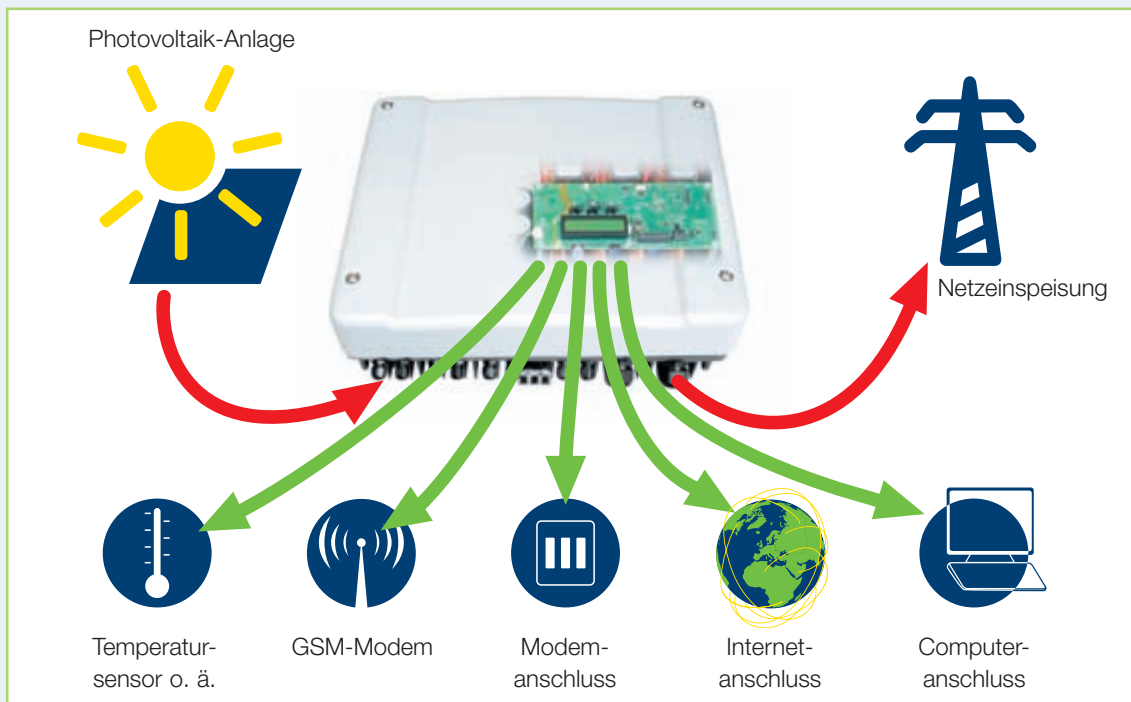 Photovoltaik-Anlage
Netzeinspeisung
Temperatur-
sensor o. ä.
GSM-Modem
Modem-
anschluss
Internet-
anschluss
Computer-
anschluss